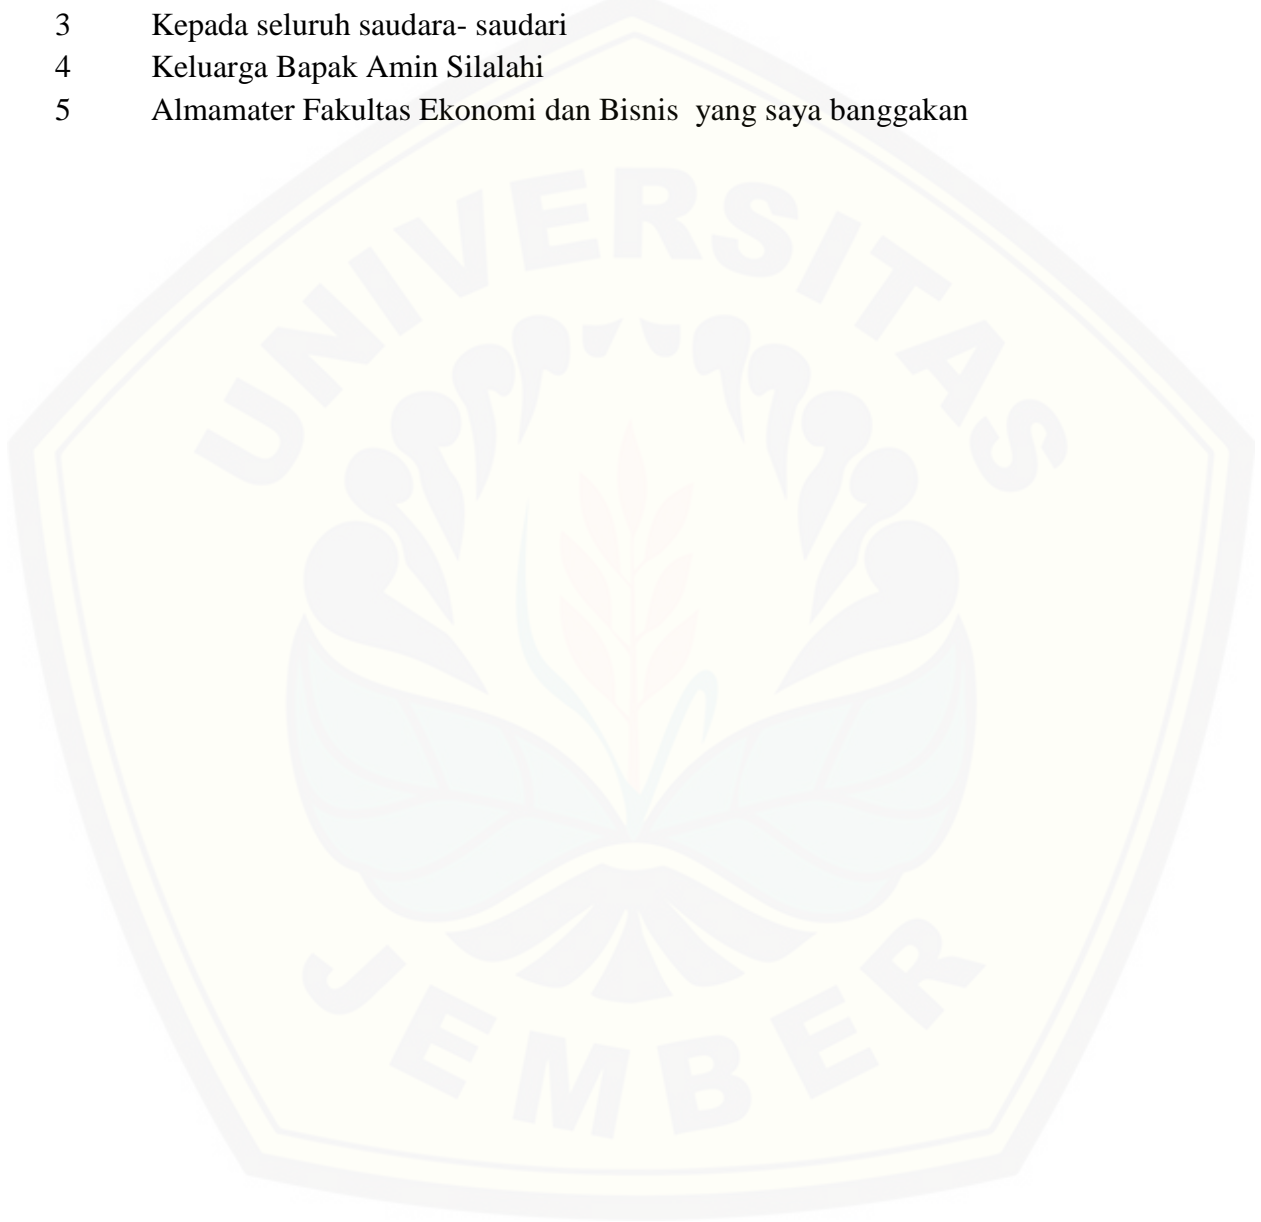 3 Kepada seluruh saudara- saudari
4 Keluarga Bapak Amin Silalahi
5 Almamater Fakultas Ekonomi dan Bisnis  yang saya banggakan
UNIVERSITAS
JEMBER